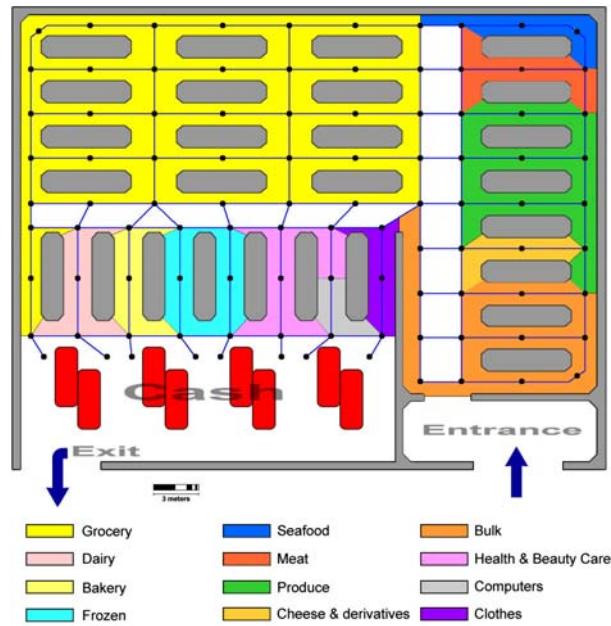 Cash
Entrance
Exit
3 meters
Grocery
Seafood
Bulk
Dairy
Meat
Health & Beauty Care
Bakery
Produce
Computers
Frozen
Cheese & derivatives
Clothes